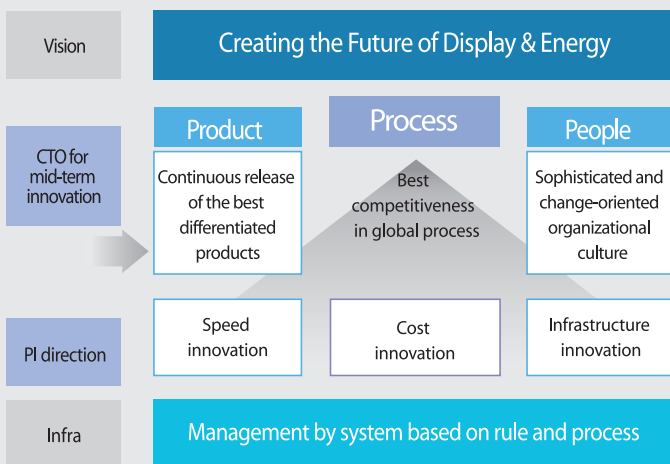 Vision
Creating the Future of Display & Energy
CTO for
mid-term
innovation
Product
Continuous release
of the best
differentiated
products
Process
Best
competitiveness
in global process
People
Sophisticated and
change-oriented
organizational
culture
PI direction
Speed
innovation
Cost
innovation
Infrastructure
innovation
Infra
Management by system based on rule and process